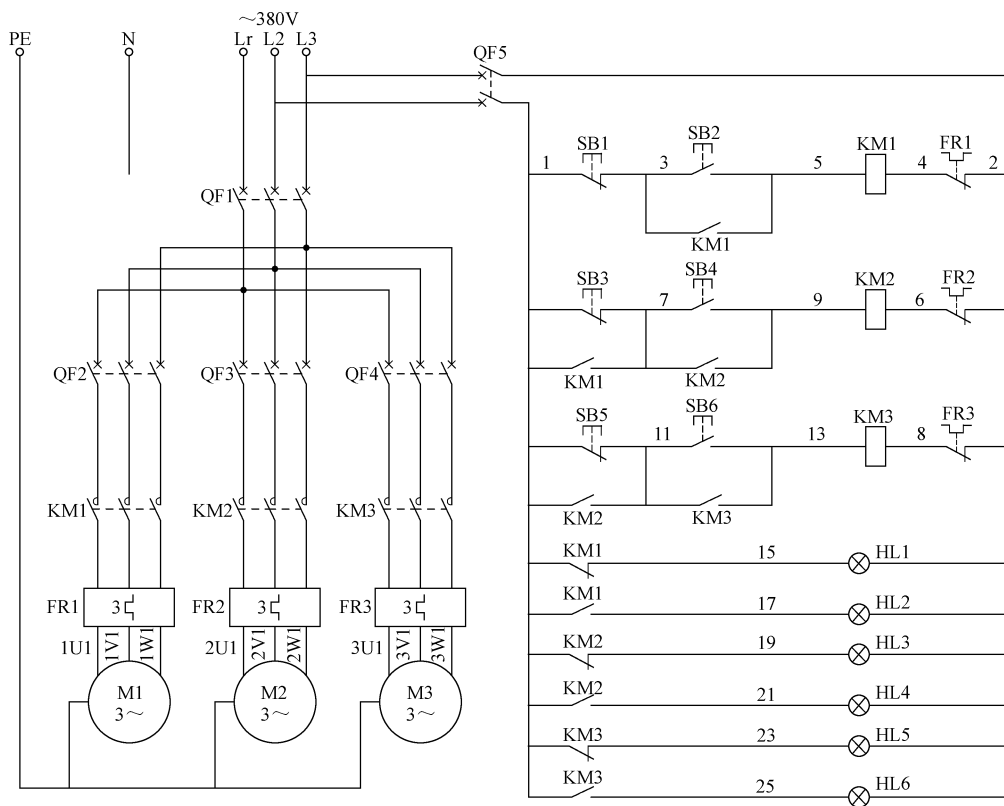 ~380V
PE N Lr L2 L3
QF5
SB1 SB2 KM1 FR1
1 3 5 4 2
QF1
KM1
SB3 SB4 KM2 FR2
7 9 6
QF2 QF3 QF4
KM1 KM2
SB5 SB6 KM3 FR3
11 13 8
KM1 KM2 KM3
KM2 KM3
KM1 15 HL1
FR1 3 FR2 3 FR3 3
KM1 17 HL2
1U1 1V1 1W1 2U1 2V1 2W1 3U1 3V1 3W1
KM2 19 HL3
M1 M2 M3
3~ 3~ 3~
KM2 21 HL4
KM3 23 HL5
KM3 25 HL6